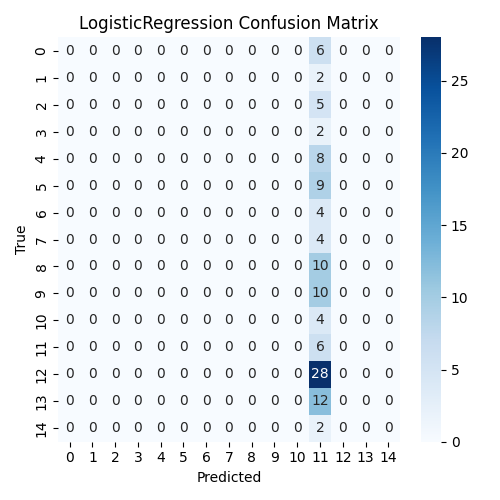 LogisticRegression Confusion Matrix
True
0 0 0 0 0 0 0 0 0 0 0 0 6 0 0 0
1 0 0 0 0 0 0 0 0 0 0 0 2 0 0 0
2 0 0 0 0 0 0 0 0 0 0 0 5 0 0 0
3 0 0 0 0 0 0 0 0 0 0 0 2 0 0 0
4 0 0 0 0 0 0 0 0 0 0 0 8 0 0 0
5 0 0 0 0 0 0 0 0 0 0 0 9 0 0 0
6 0 0 0 0 0 0 0 0 0 0 0 4 0 0 0
7 0 0 0 0 0 0 0 0 0 0 0 4 0 0 0
8 0 0 0 0 0 0 0 0 0 0 0 10 0 0 0
9 0 0 0 0 0 0 0 0 0 0 0 10 0 0 0
10 0 0 0 0 0 0 0 0 0 0 0 4 0 0 0
11 0 0 0 0 0 0 0 0 0 0 0 6 0 0 0
12 0 0 0 0 0 0 0 0 0 0 0 28 0 0 0
13 0 0 0 0 0 0 0 0 0 0 0 12 0 0 0
14 0 0 0 0 0 0 0 0 0 0 0 2 0 0 0
0 1 2 3 4 5 6 7 8 9 10 11 12 13 14
Predicted
25
20
15
10
5
0